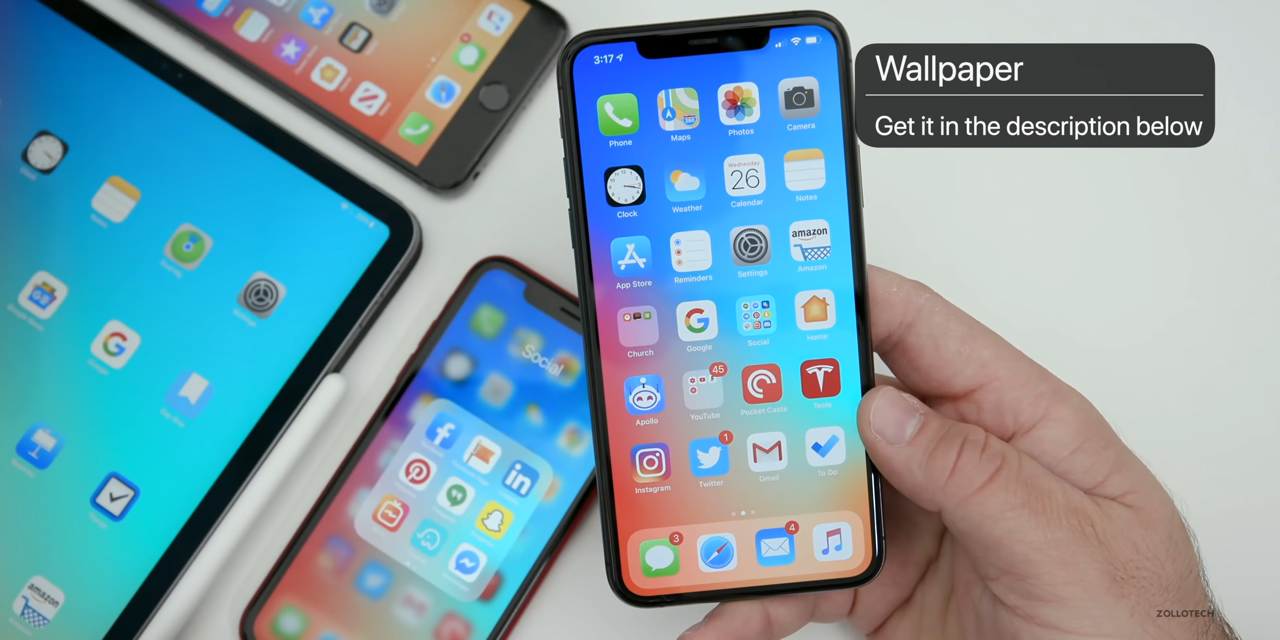 Wallpaper
Get it in the description below
3:17
Phone
Maps
Photos
Camera
Clock
Weather
Wednesday
26
Calendar
Notes
App Store
Reminders
Settings
amazon
Amazon
Church
Google
Social
Home
Apollo
45
YouTube
Pocket Casts
Tesla
Instagram
1
Twitter
Gmail
To Do
3
4
Social
amazon
ZOLLOTECH